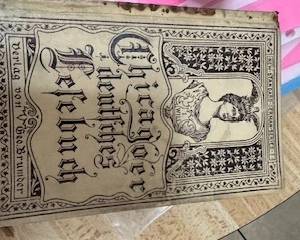 Chicagoer
deutsches
Lesebuch
Verlag von Geo Brumder